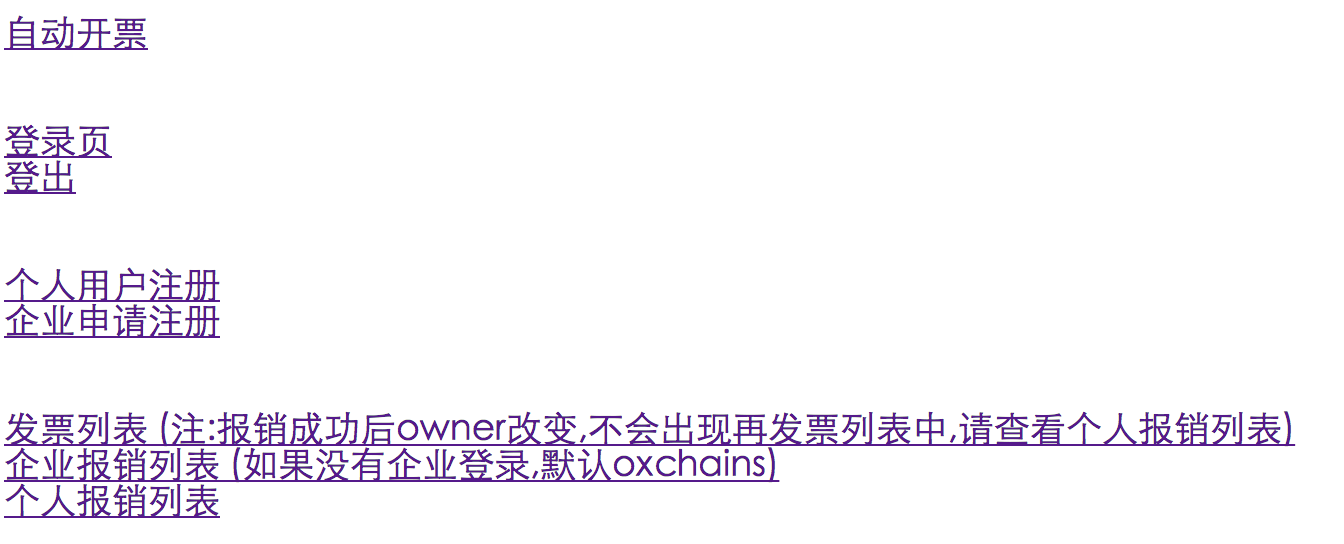 自动开票
登录页
登出
个人用户注册
企业申请注册
发票列表 (注:报销成功后owner改变,不会出现再发票列表中,请查看个人报销列表)
企业报销列表 (如果没有企业登录,默认oxchains)
个人报销列表